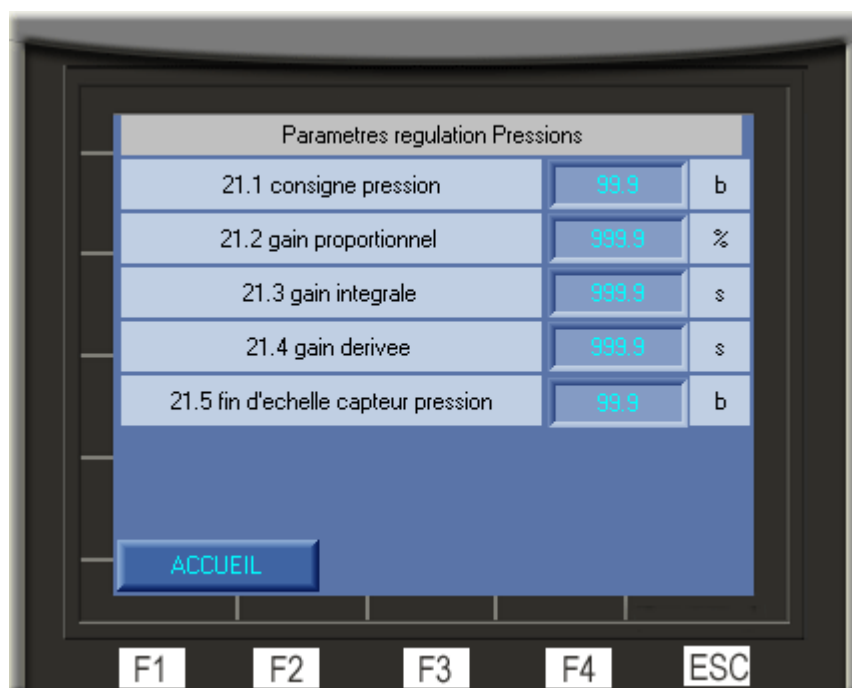 Parametres regulation Pressions
21.1 consigne pression 99.9 b
21.2 gain proportionnel 999.9 %
21.3 gain integrale 999.9 s
21.4 gain derivee 999.9 s
21.5 fin d'echelle capteur pression 99.9 b
ACCUEIL
F1 F2 F3 F4 ESC